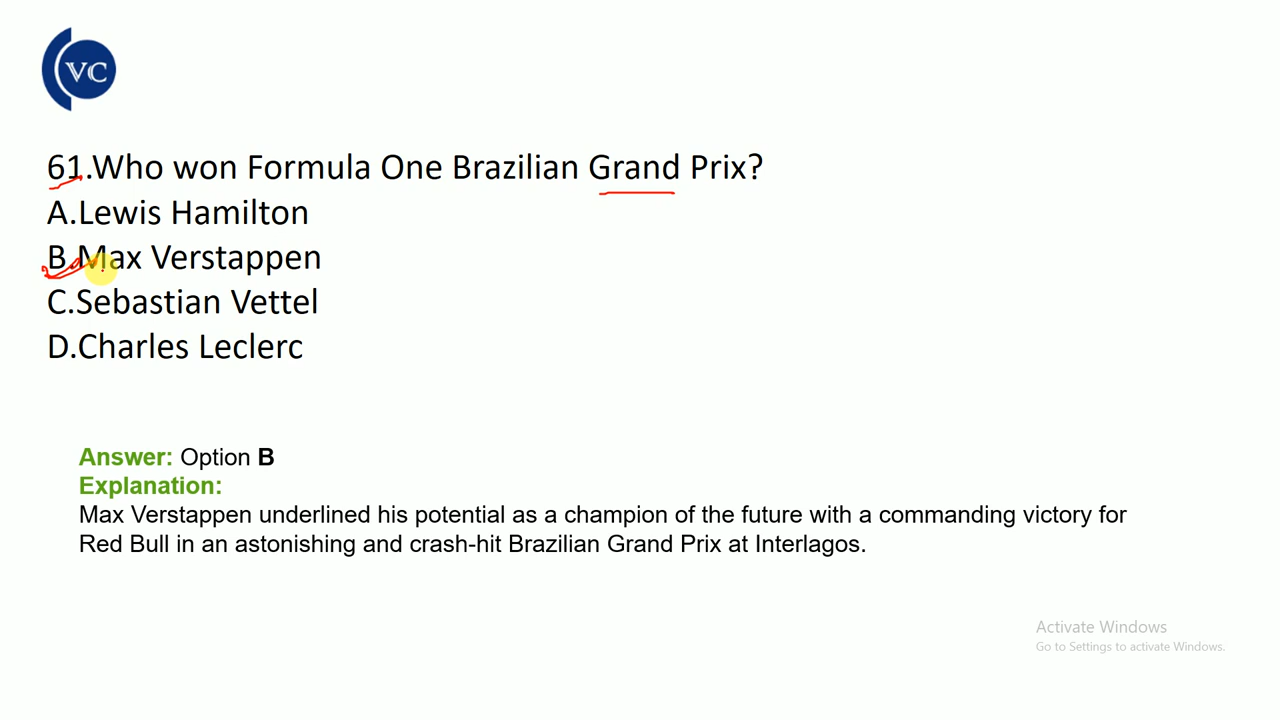 VC
61.Who won Formula One Brazilian Grand Prix?
A.Lewis Hamilton
B.Max Verstappen
C.Sebastian Vettel
D.Charles Leclerc
Answer: Option B
Explanation:
Max Verstappen underlined his potential as a champion of the future with a commanding victory for
Red Bull in an astonishing and crash-hit Brazilian Grand Prix at Interlagos.
Activate Windows
Go to Settings to activate Windows.